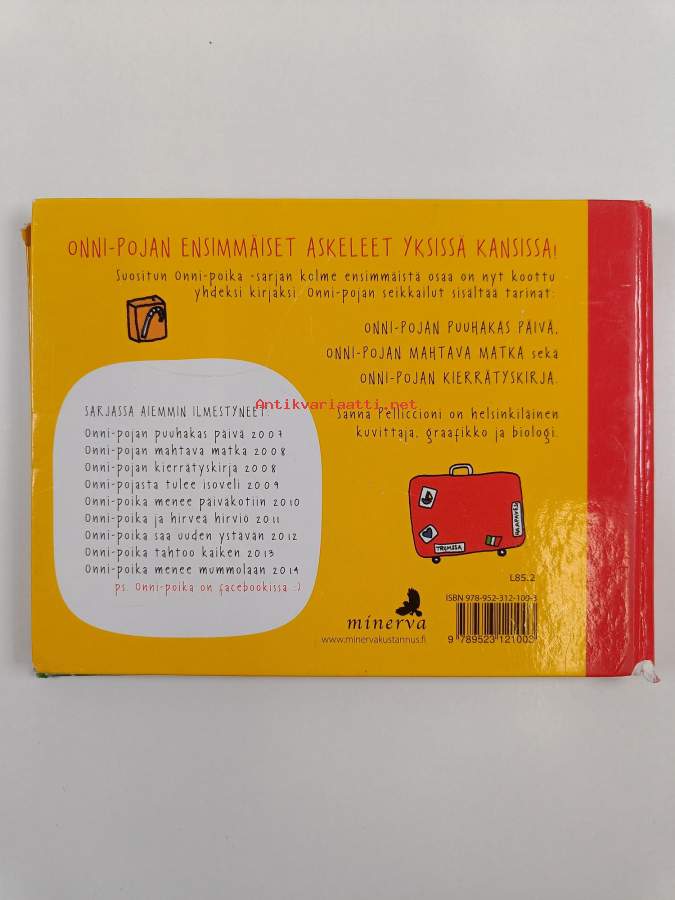 ONNI-POJAN ENSIMMÄISET ASKELEET YKSISSÄ KANSISSA!
Suositun Onni-poika -sarjan kolme ensimmäistä osaa on nyt koottu
yhdeksi kirjaksi. Onni-pojan seikkailut sisältää tarinat:
ONNI-POJAN PUUHAKAS PÄIVÄ,
ONNI-POJAN MAHTAVA MATKA sekä
ONNI-POJAN KIERRÄTYSKIRJA.
Antikvariaatti.net
SARJASSA AIEMMIN ILMESTYNEET:
Onni-pojan puuhakas päivä 2007
Onni-pojan mahtava matka 2008
Onni-pojan kierrätyskirja 2008
Onni-pojasta tulee isoveli 2009
Onni-poika menee päiväkotiin 2010
Onni-poika ja hirveä hirviö 2011
Onni-poika saa uuden ystävän 2012
Onni-poika tahtoo kaiken 2013
Onni-poika menee mummolaan 2014
ps. Onni-poika on facebookissa :)
Sanna Pelliccioni on helsinkiläinen
kuvittaja, graafikko ja biologi.
TROMSSA
HAAPAVESI
L85.2
minerva
www.minervakustannus.fi
ISBN 978-952-312-100-3
9 789523 121003